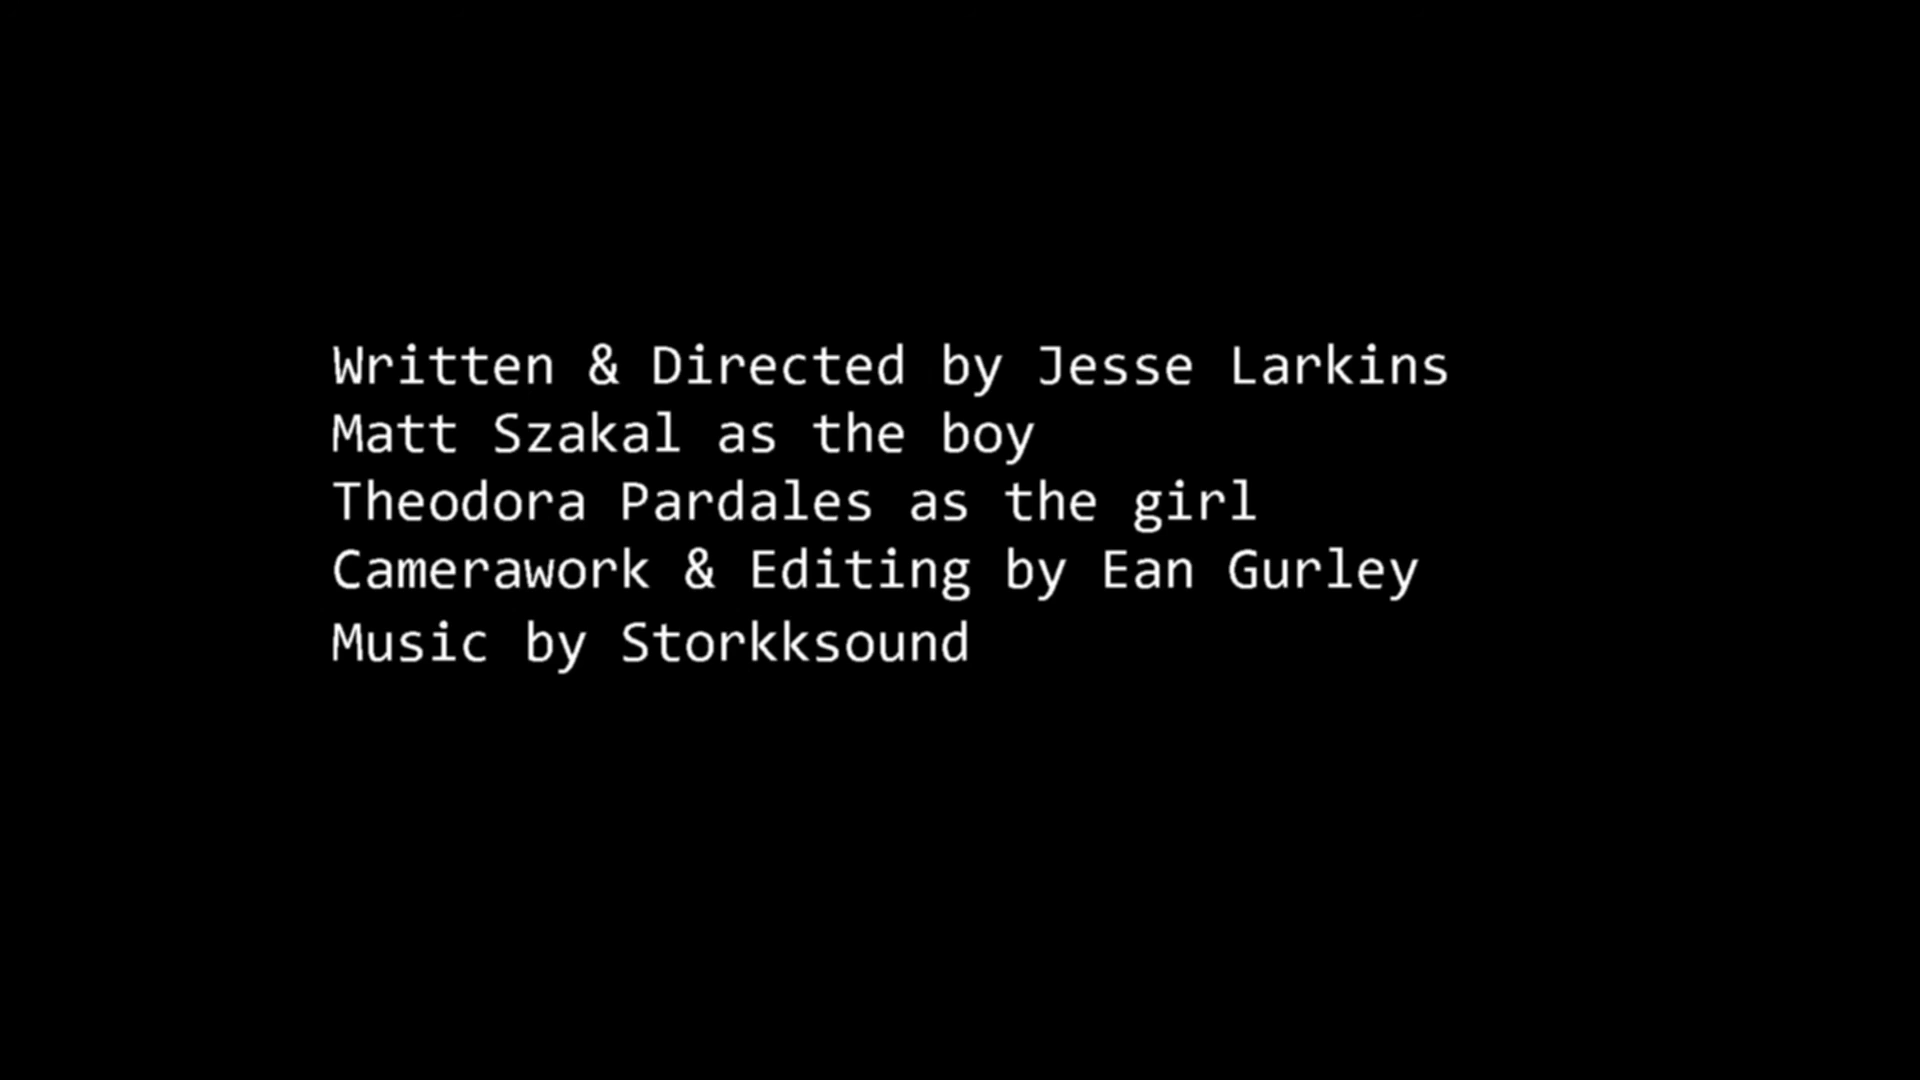 Written & Directed by Jesse Larkins
Matt Szakal as the boy
Theodora Pardales as the girl
Camerawork & Editing by Ean Gurley
Music by Storkksound